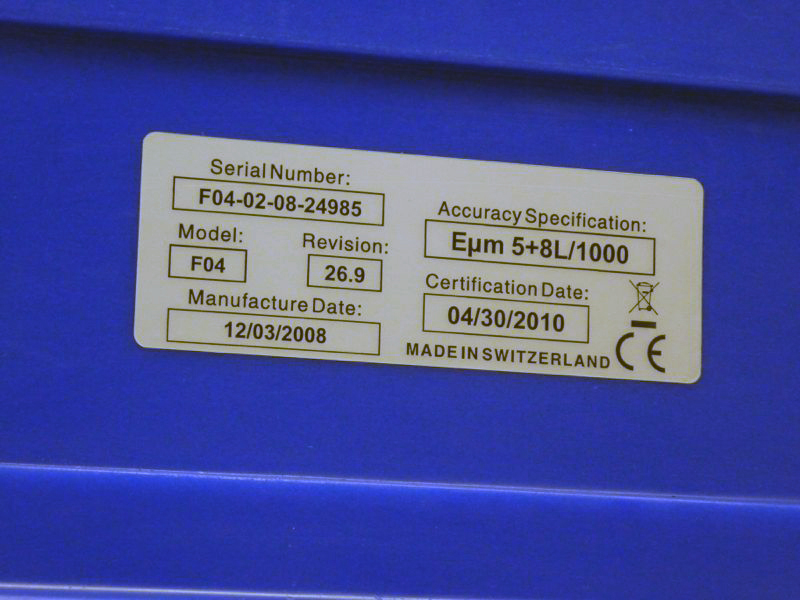 Serial Number:
F04-02-08-24985
Model:
Revision:
F04
26.9
Manufacture Date:
12/03/2008
Accuracy Specification:
Eµm 5+8L/1000
Certification Date:
04/30/2010
MADE IN SWITZERLAND
CE